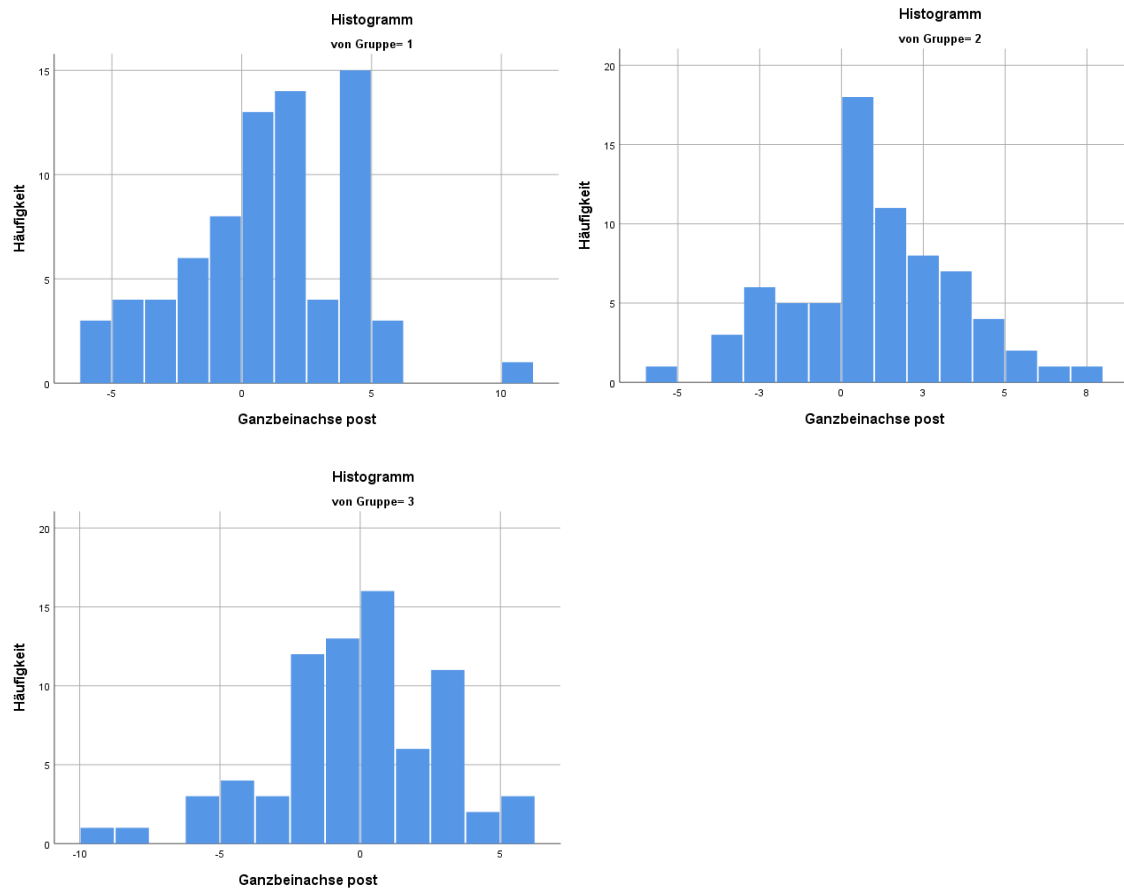 Histogramm
von Gruppe= 1
15
10
5
0
Häufigkeit
-5
0
5
10
Ganzbeinachse post
Histogramm
von Gruppe= 2
20
15
10
5
0
Häufigkeit
-5
-3
0
3
5
8
Ganzbeinachse post
Histogramm
von Gruppe= 3
20
15
10
5
0
Häufigkeit
-10
-5
0
5
Ganzbeinachse post